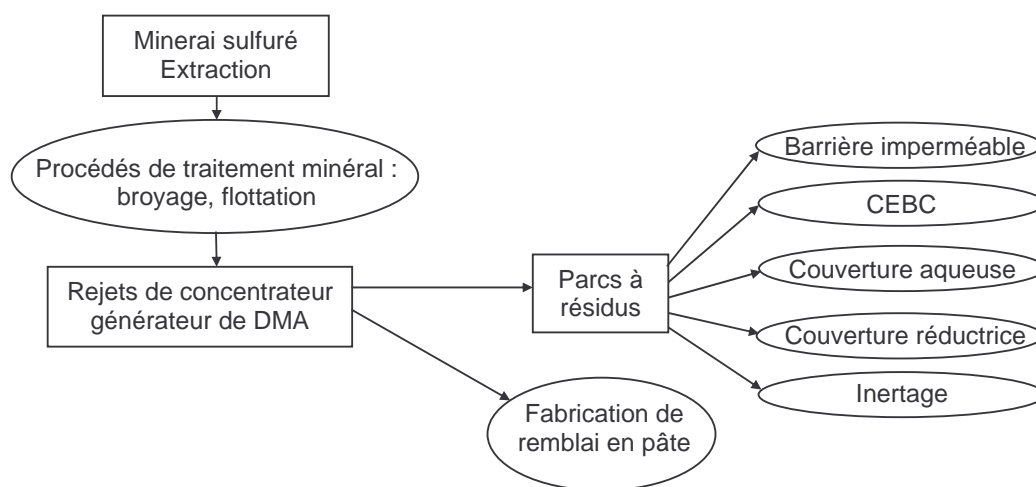 Minerai sulfuré
Extraction
Procédés de traitement minéral :
broyage, flottation
Rejets de concentrateur
générateur de DMA
Parcs à
résidus
Fabrication de
remblai en pâte
Barrière imperméable
CEBC
Couverture aqueuse
Couverture réductrice
Inertage